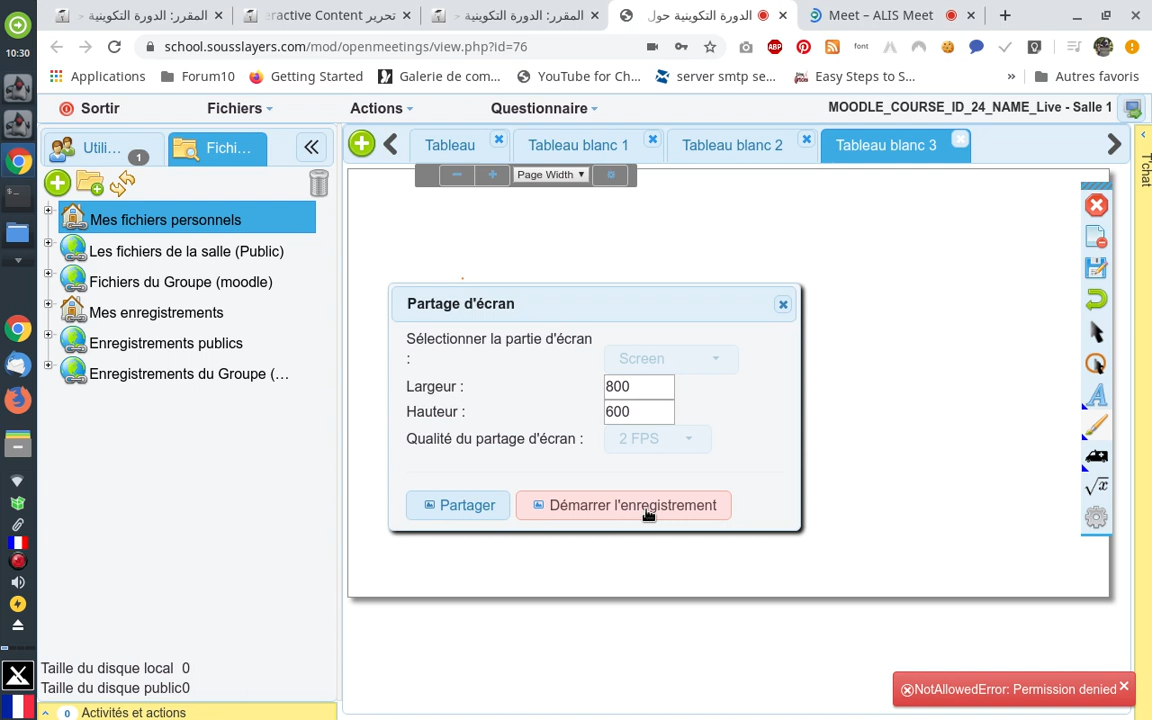 10:30
المقرر: الدورة التكوينية >
تحرير eractive Content
المقرر: الدورة التكوينية >
الدورة التكوينية حول
Meet – ALIS Meet
school.sousslayers.com/mod/openmeetings/view.php?id=76
font
ABP
Applications
Forum10
Getting Started
Galerie de com…
YouTube for Ch…
server smtp se…
Easy Steps to S…
»
Autres favoris
Sortir
Fichiers
Actions
Questionnaire
MOODLE_COURSE_ID_24_NAME_Live - Salle 1
Utili… 1
Fichi…
Tableau
Tableau blanc 1
Tableau blanc 2
Tableau blanc 3
T'chat
Page Width
Mes fichiers personnels
Les fichiers de la salle (Public)
Fichiers du Groupe (moodle)
Mes enregistrements
Enregistrements publics
Enregistrements du Groupe (…
Partage d'écran
Sélectionner la partie d'écran
:
Screen
Largeur :
800
Hauteur :
600
Qualité du partage d'écran :
2 FPS
Partager
Démarrer l'enregistrement
√x
Taille du disque local 0
Taille du disque public0
0 Activités et actions
NotAllowedError: Permission denied